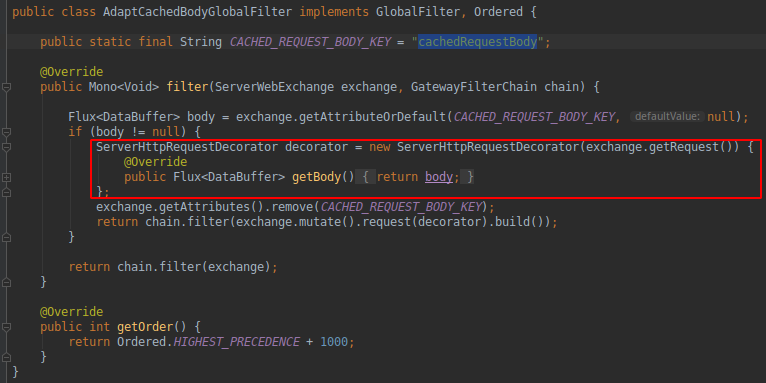 public class AdaptCachedBodyGlobalFilter implements GlobalFilter, Ordered {
public static final String CACHED_REQUEST_BODY_KEY = "cachedRequestBody";
@Override
public Mono<Void> filter(ServerWebExchange exchange, GatewayFilterChain chain) {
Flux<DataBuffer> body = exchange.getAttributeOrDefault(CACHED_REQUEST_BODY_KEY, defaultValue: null);
if (body != null) {
ServerHttpRequestDecorator decorator = new ServerHttpRequestDecorator(exchange.getRequest()) {
@Override
public Flux<DataBuffer> getBody() { return body; }
};
exchange.getAttributes().remove(CACHED_REQUEST_BODY_KEY);
return chain.filter(exchange.mutate().request(decorator).build());
}
return chain.filter(exchange);
}
@Override
public int getOrder() {
return Ordered.HIGHEST_PRECEDENCE + 1000;
}
}